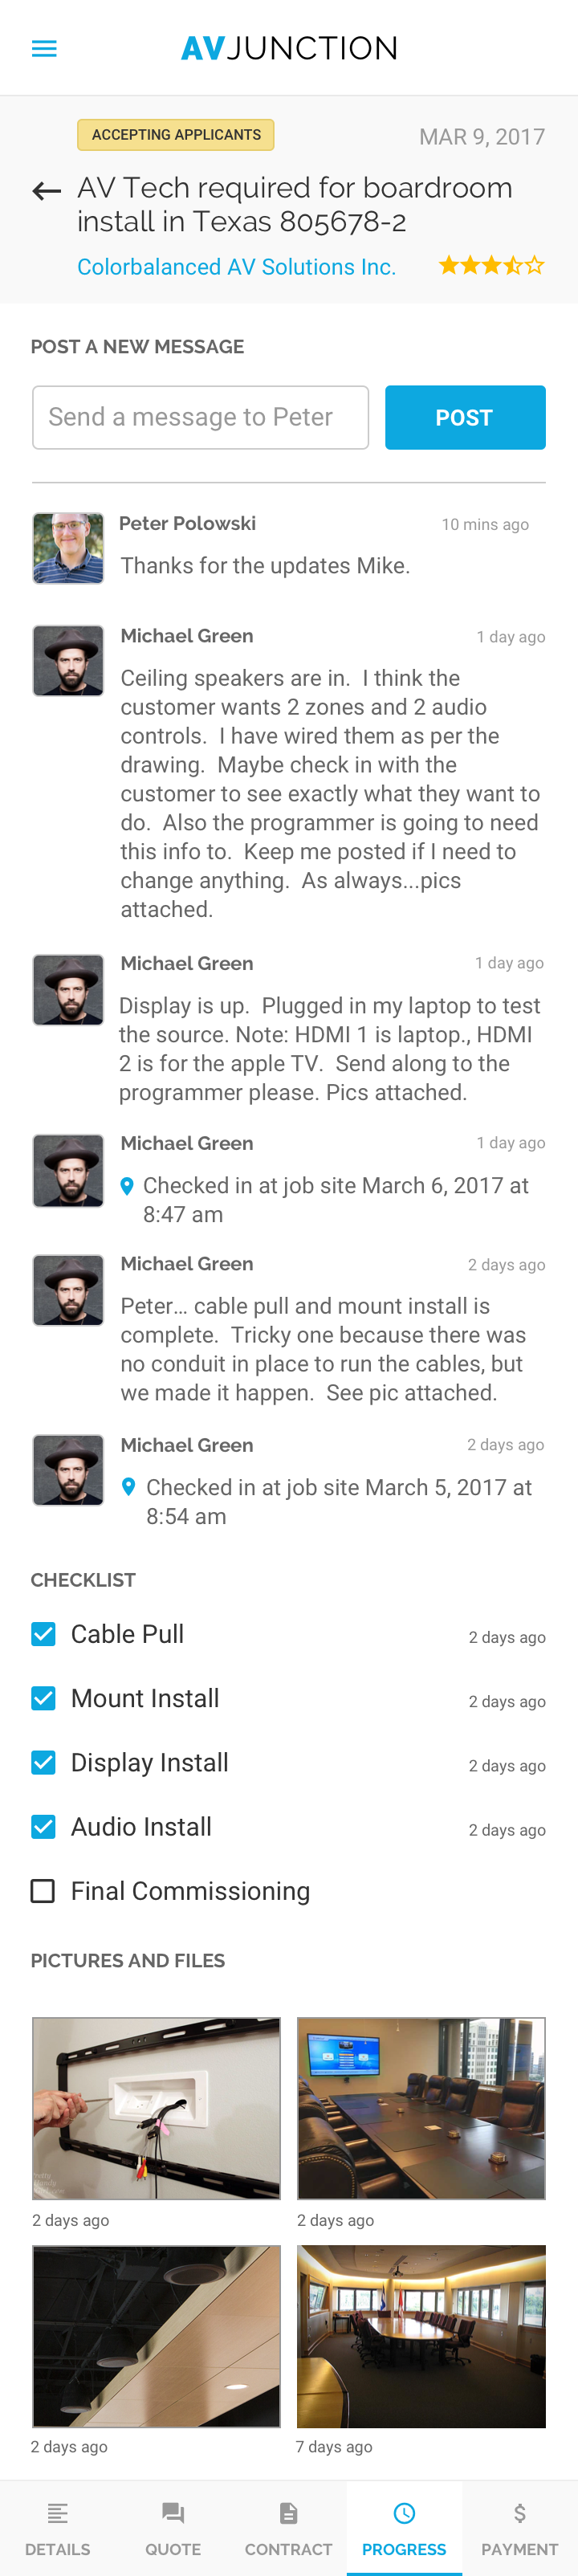 AVJUNCTION
ACCEPTING APPLICANTS
MAR 9, 2017
AV Tech required for boardroom
install in Texas 805678-2
Colorbalanced AV Solutions Inc.
POST A NEW MESSAGE
Send a message to Peter
POST
Peter Polowski
10 mins ago
Thanks for the updates Mike.
Michael Green
1 day ago
Ceiling speakers are in.  I think the
customer wants 2 zones and 2 audio
controls.  I have wired them as per the
drawing.  Maybe check in with the
customer to see exactly what they want to
do.  Also the programmer is going to need
this info to.  Keep me posted if I need to
change anything.  As always...pics
attached.
Michael Green
1 day ago
Display is up.  Plugged in my laptop to test
the source. Note: HDMI 1 is laptop., HDMI
2 is for the apple TV.  Send along to the
programmer please. Pics attached.
Michael Green
1 day ago
Checked in at job site March 6, 2017 at
8:47 am
Michael Green
2 days ago
Peter... cable pull and mount install is
complete.  Tricky one because there was
no conduit in place to run the cables, but
we made it happen.  See pic attached.
Michael Green
2 days ago
Checked in at job site March 5, 2017 at
8:54 am
CHECKLIST
Cable Pull
2 days ago
Mount Install
2 days ago
Display Install
2 days ago
Audio Install
2 days ago
Final Commissioning
PICTURES AND FILES
2 days ago
2 days ago
2 days ago
7 days ago
DETAILS
QUOTE
CONTRACT
PROGRESS
PAYMENT